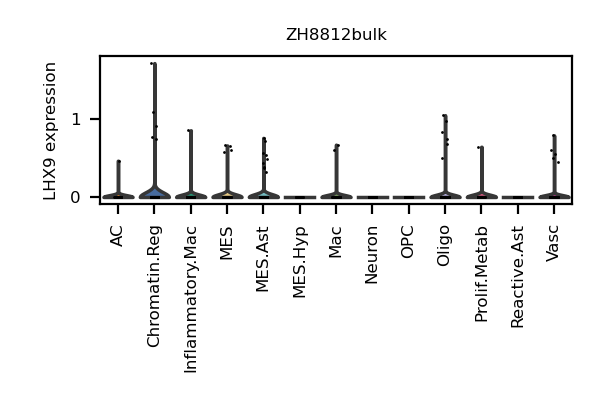 ZH8812bulk
LHX9 expression
1
0
AC
Chromatin.Reg
Inflammatory.Mac
MES
MES.Ast
MES.Hyp
Mac
Neuron
OPC
Oligo
Prolif.Metab
Reactive.Ast
Vasc